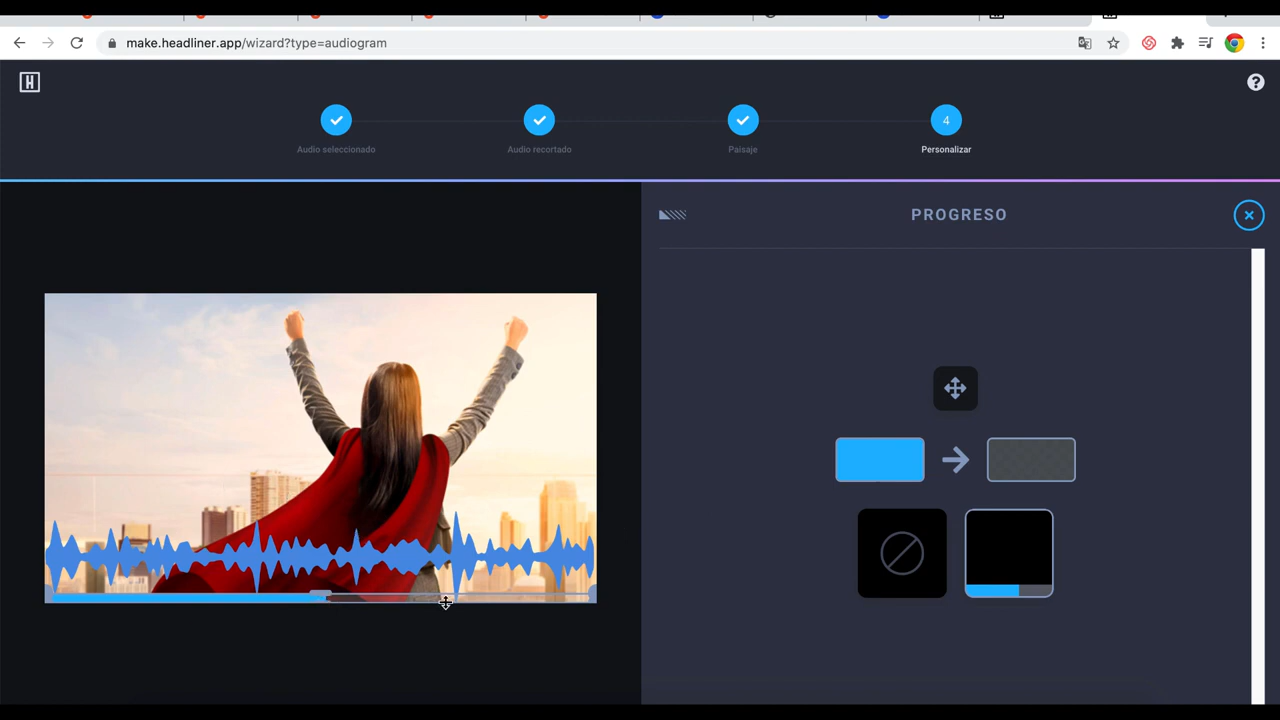 make.headliner.app/wizard?type=audiogram
H
?
4
Audio seleccionado
Audio recortado
Paisaje
Personalizar
PROGRESO